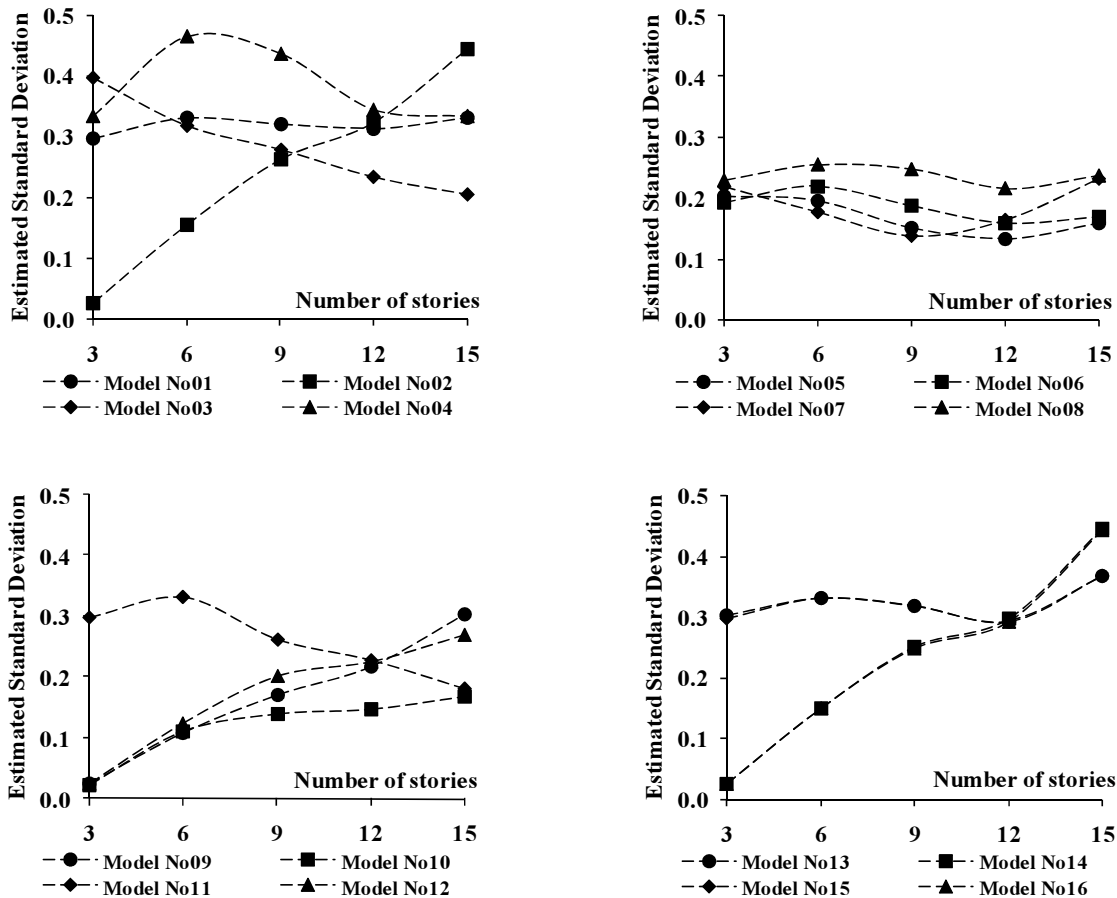 Estimated Standard Deviation
0.5
0.4
0.3
0.2
0.1
0.0
Number of stories
3 6 9 12 15
Model No01 Model No02
Model No03 Model No04
Estimated Standard Deviation
0.5
0.4
0.3
0.2
0.1
0.0
Number of stories
3 6 9 12 15
Model No05 Model No06
Model No07 Model No08
Estimated Standard Deviation
0.5
0.4
0.3
0.2
0.1
0.0
Number of stories
3 6 9 12 15
Model No09 Model No10
Model No11 Model No12
Estimated Standard Deviation
0.5
0.4
0.3
0.2
0.1
0.0
Number of stories
3 6 9 12 15
Model No13 Model No14
Model No15 Model No16